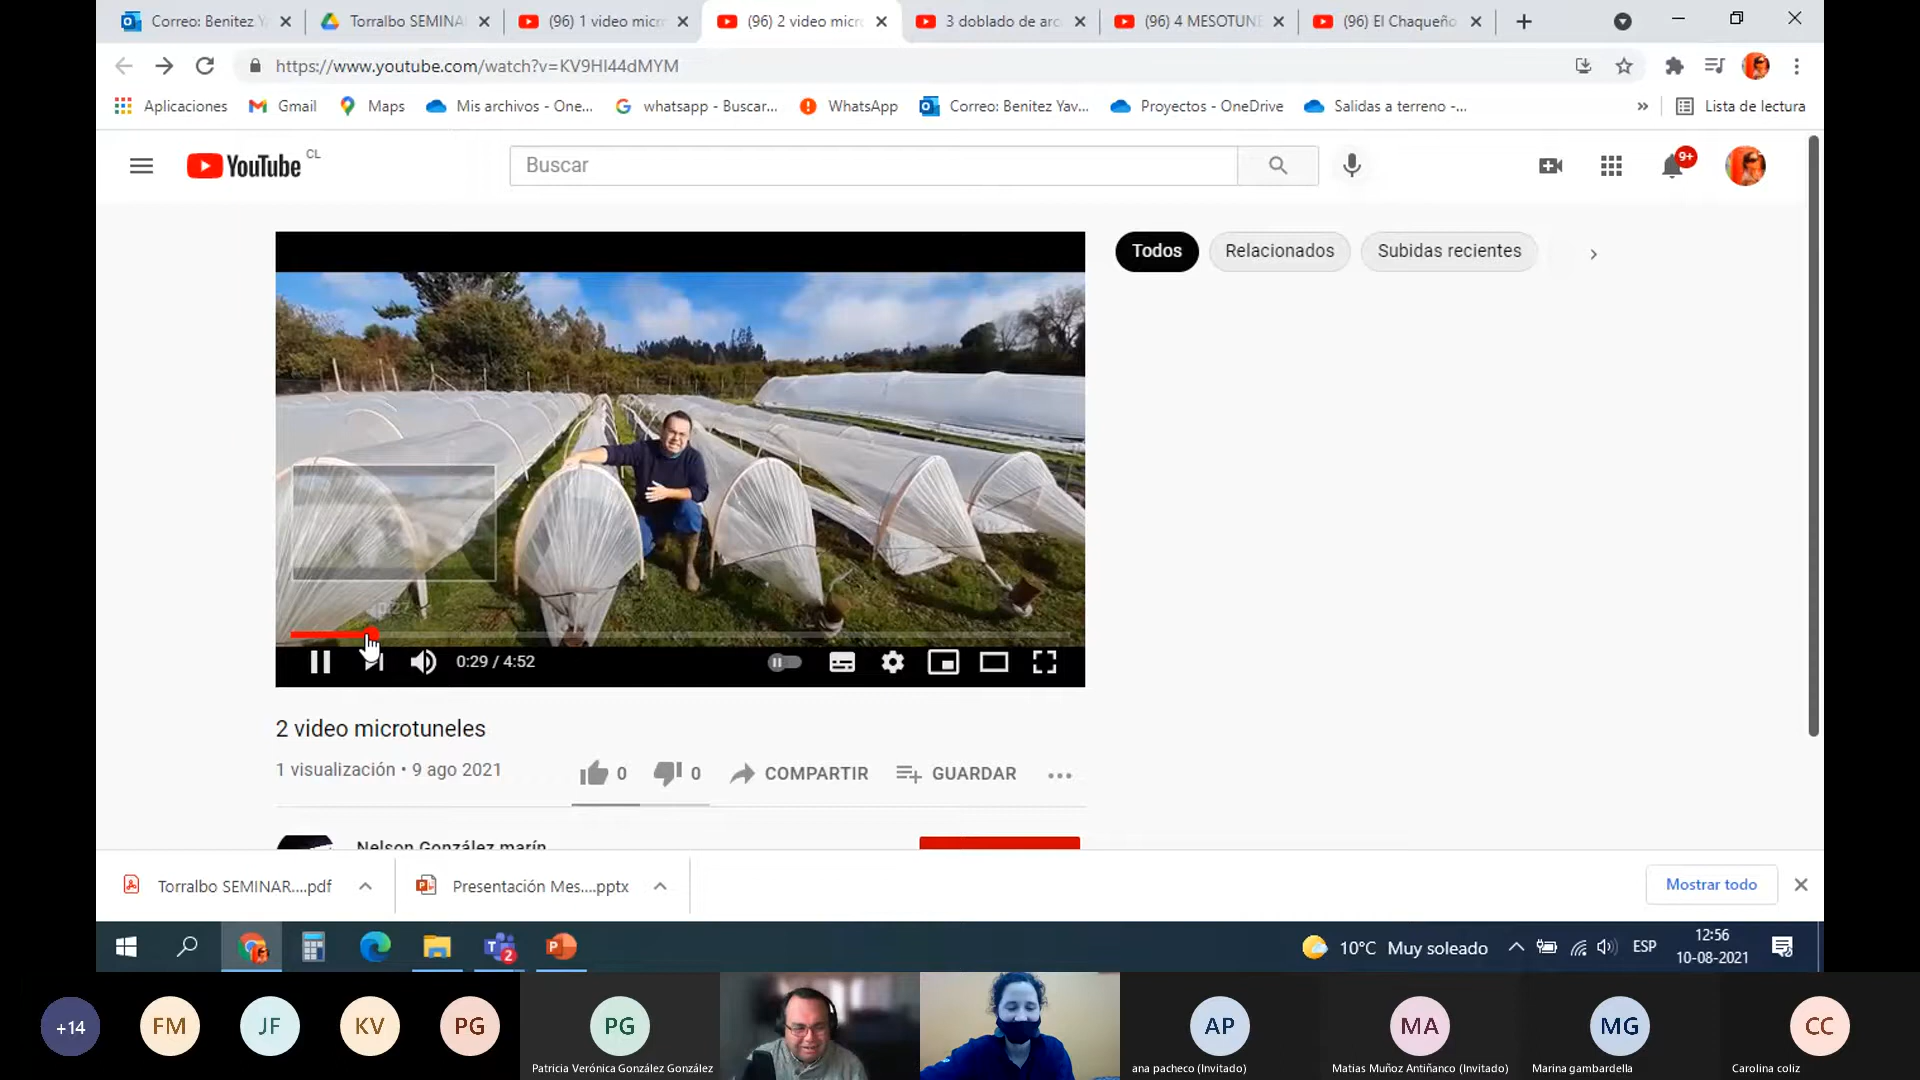 Correo: Benitez Ya
Torralbo SEMINA
(96) 1 video micr
(96) 2 video micr
3 doblado de arc
(96) 4 MESOTUNE
(96) El Chaqueño
https://www.youtube.com/watch?v=KV9HI44dMYM
Aplicaciones
Gmail
Maps
Mis archivos - One...
whatsapp - Buscar...
WhatsApp
Correo: Benitez Yav...
Proyectos - OneDrive
Salidas a terreno -...
»
Lista de lectura
YouTube CL
Buscar
9+
Todos
Relacionados
Subidas recientes
0:27
0:29 / 4:52
2 video microtuneles
1 visualización • 9 ago 2021
0
0
COMPARTIR
GUARDAR
Nelson González marín
Torralbo SEMINAR....pdf
Presentación Mes....pptx
Mostrar todo
2
10°C Muy soleado
ESP
12:56
10-08-2021
+14
FM
JF
KV
PG
PG
AP
MA
MG
CC
Patricia Verónica González González
ana pacheco (Invitado)
Matias Muñoz Antiñanco (Invitado)
Marina gambardella
Carolina coliz